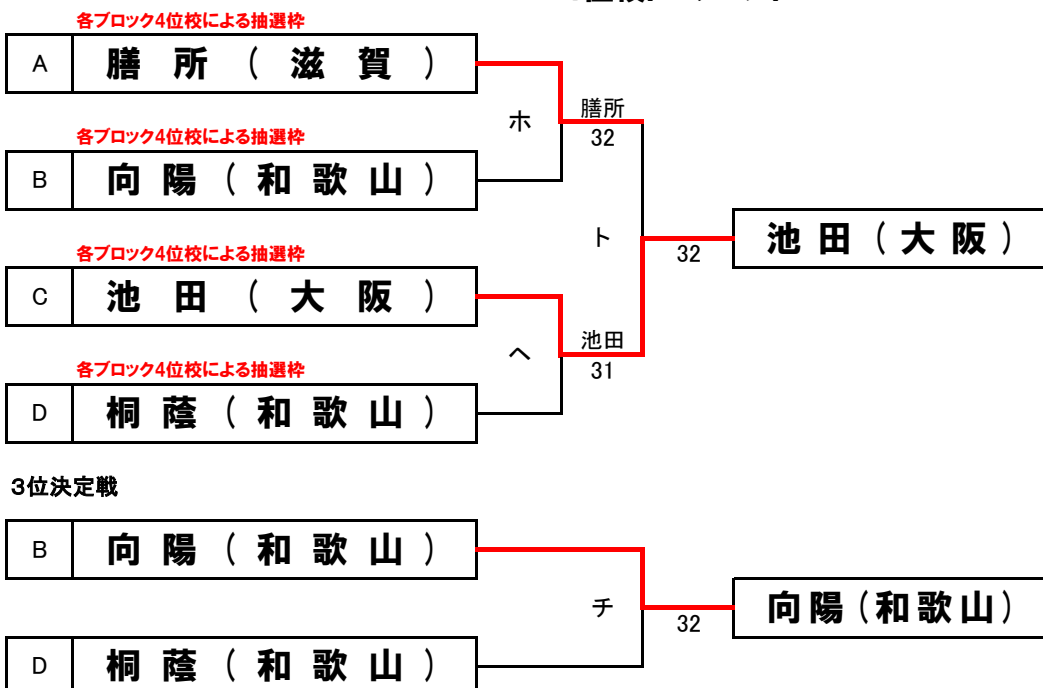 各ブロック4位校による抽選枠
A 膳所(滋賀)
ホ
膳所
32
各ブロック4位校による抽選枠
B 向陽(和歌山)
ト
32
池田(大阪)
各ブロック4位校による抽選枠
C 池田(大阪)
ヘ
池田
31
各ブロック4位校による抽選枠
D 桐蔭(和歌山)
3位決定戦
B 向陽(和歌山)
チ
32
向陽(和歌山)
D 桐蔭(和歌山)